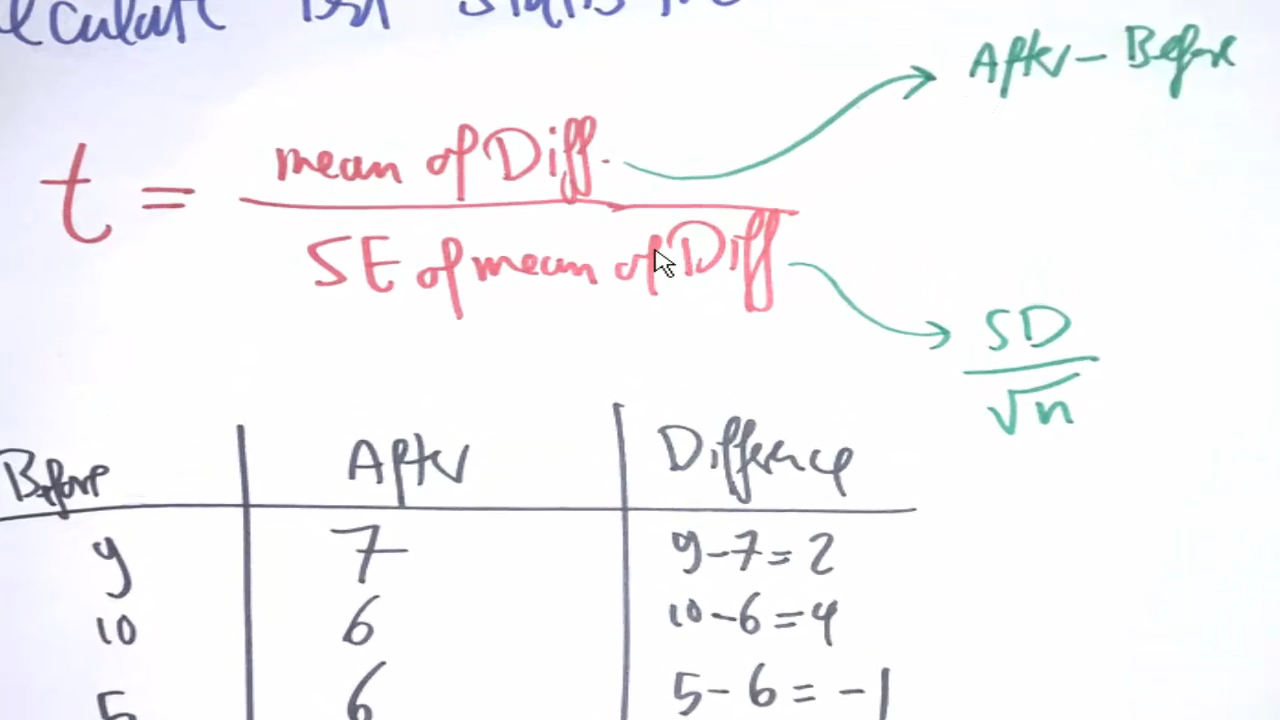 After - Before
t = mean of Diff.
SE of mean of Diff
SD
√n
Before After Difference
9 7 9-7=2
10 6 10-6=4
5 6 5-6=-1